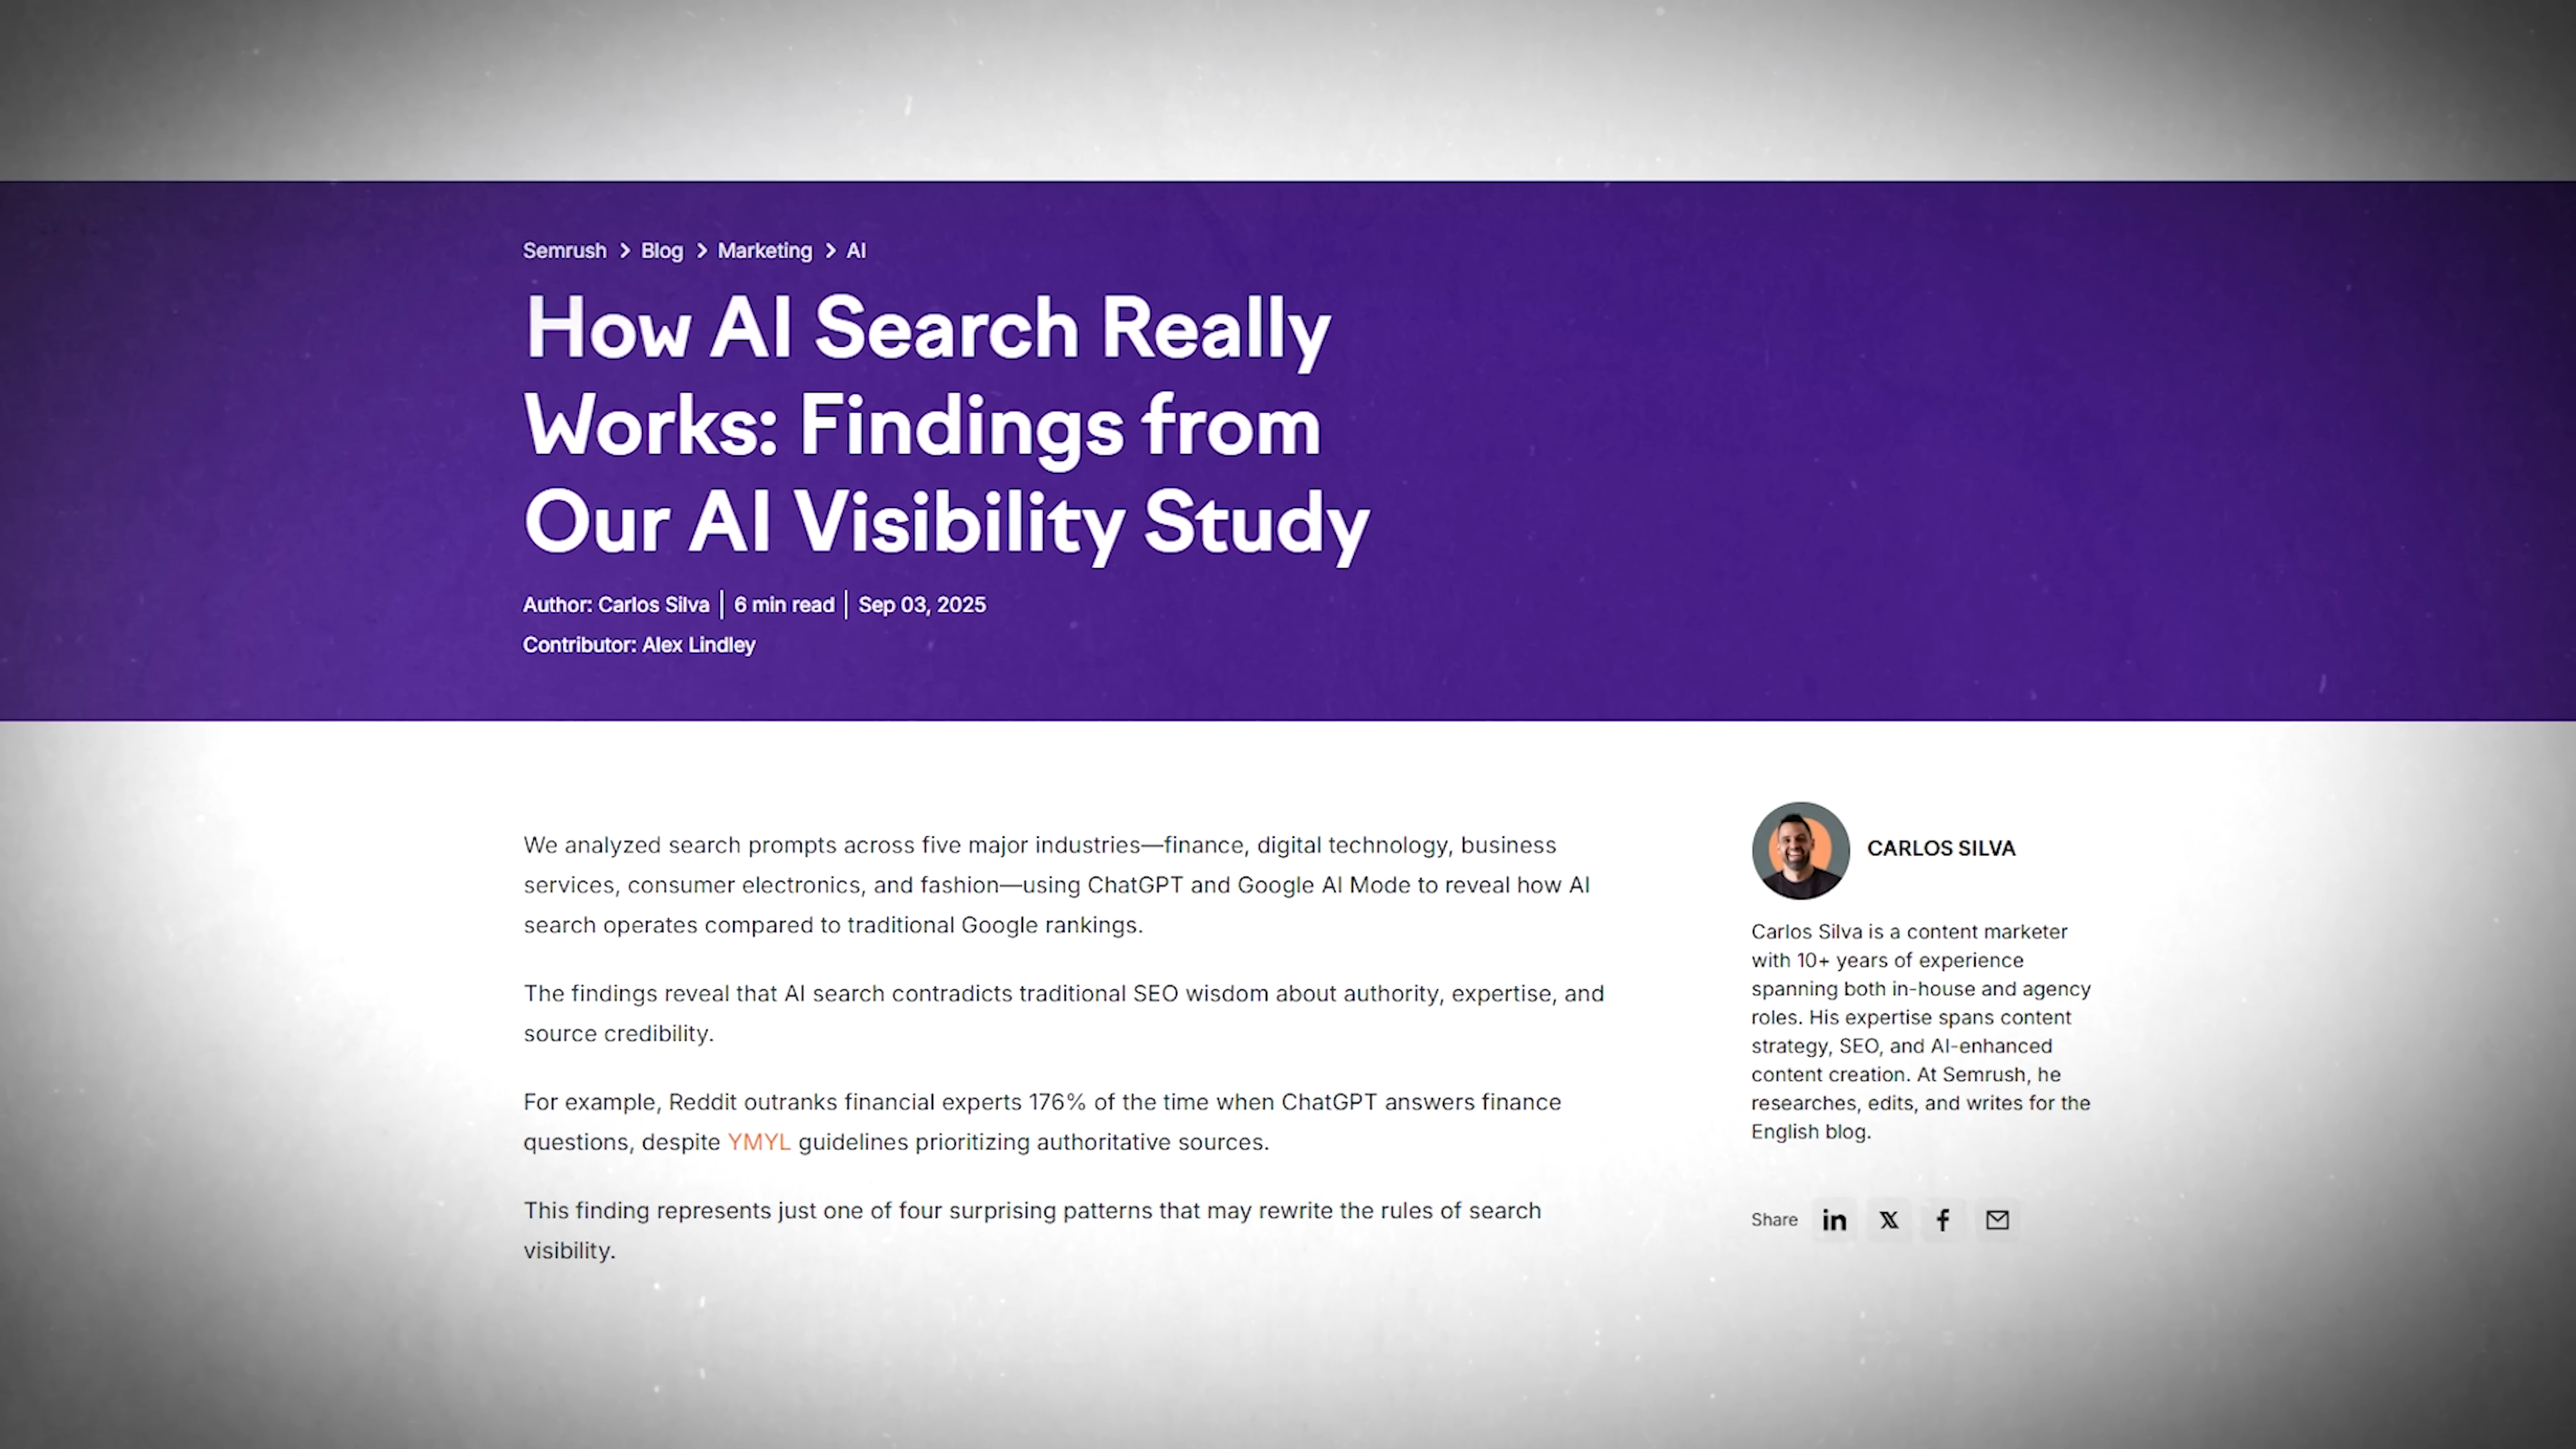 Semrush > Blog > Marketing > AI
How AI Search Really
Works: Findings from
Our AI Visibility Study
Author: Carlos Silva | 6 min read | Sep 03, 2025
Contributor: Alex Lindley
We analyzed search prompts across five major industries—finance, digital technology, business
services, consumer electronics, and fashion—using ChatGPT and Google AI Mode to reveal how AI
search operates compared to traditional Google rankings.
The findings reveal that AI search contradicts traditional SEO wisdom about authority, expertise, and
source credibility.
For example, Reddit outranks financial experts 176% of the time when ChatGPT answers finance
questions, despite YMYL guidelines prioritizing authoritative sources.
This finding represents just one of four surprising patterns that may rewrite the rules of search
visibility.
CARLOS SILVA
Carlos Silva is a content marketer
with 10+ years of experience
spanning both in-house and agency
roles. His expertise spans content
strategy, SEO, and AI-enhanced
content creation. At Semrush, he
researches, edits, and writes for the
English blog.
Share in X f